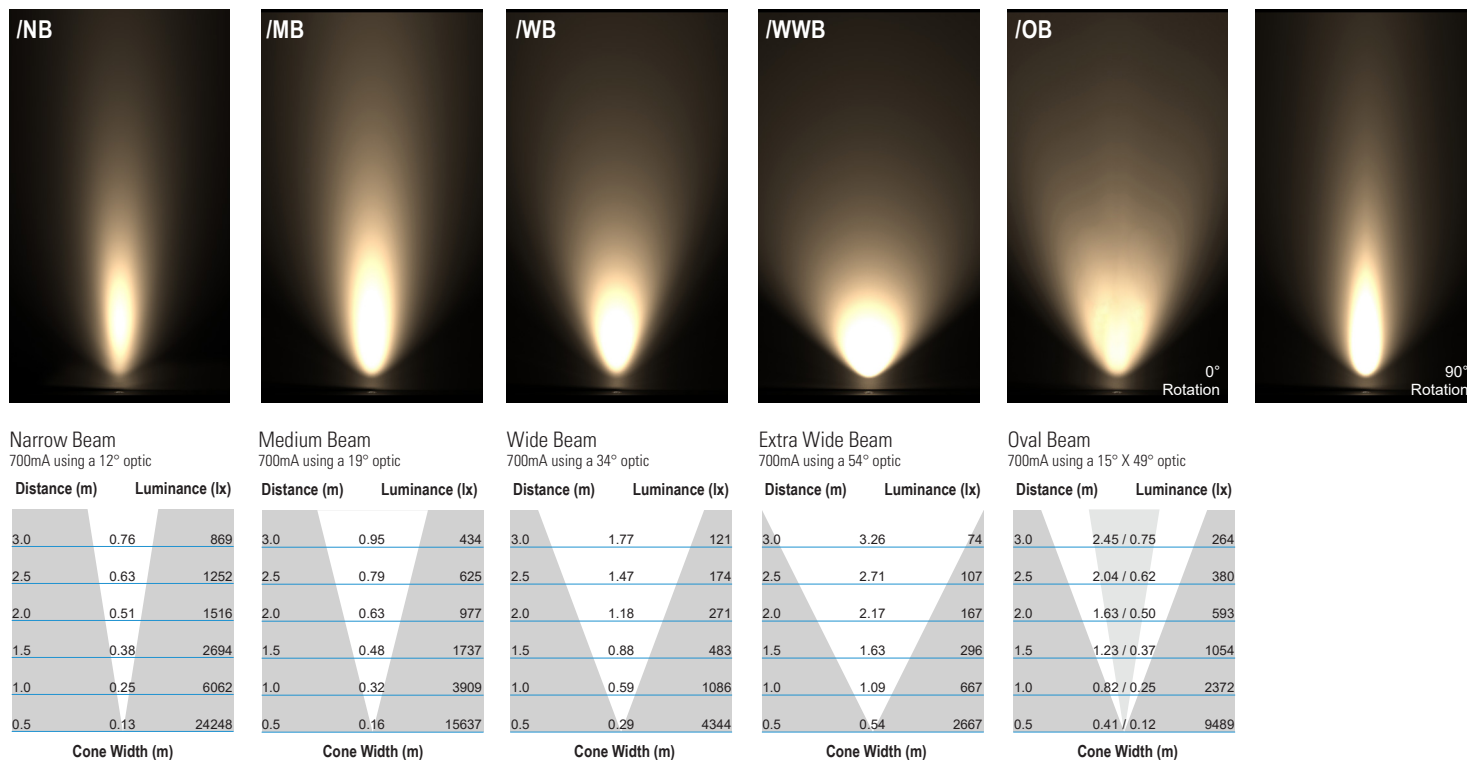 /NB
/MB
/WB
/WWB
/OB
0°
Rotation
90°
Rotation
Narrow Beam
700mA using a 12° optic
Distance (m) Luminance (lx)
3.0 0.76 869
2.5 0.63 1252
2.0 0.51 1516
1.5 0.38 2694
1.0 0.25 6062
0.5 0.13 24248
Cone Width (m)
Medium Beam
700mA using a 19° optic
Distance (m) Luminance (lx)
3.0 0.95 434
2.5 0.79 625
2.0 0.63 977
1.5 0.48 1737
1.0 0.32 3909
0.5 0.16 15637
Cone Width (m)
Wide Beam
700mA using a 34° optic
Distance (m) Luminance (lx)
3.0 1.77 121
2.5 1.47 174
2.0 1.18 271
1.5 0.88 483
1.0 0.59 1086
0.5 0.29 4344
Cone Width (m)
Extra Wide Beam
700mA using a 54° optic
Distance (m) Luminance (lx)
3.0 3.26 74
2.5 2.71 107
2.0 2.17 167
1.5 1.63 296
1.0 1.09 667
0.5 0.54 2667
Cone Width (m)
Oval Beam
700mA using a 15° X 49° optic
Distance (m) Luminance (lx)
3.0 2.45 / 0.75 264
2.5 2.04 / 0.62 380
2.0 1.63 / 0.50 593
1.5 1.23 / 0.37 1054
1.0 0.82 / 0.25 2372
0.5 0.41 / 0.12 9489
Cone Width (m)